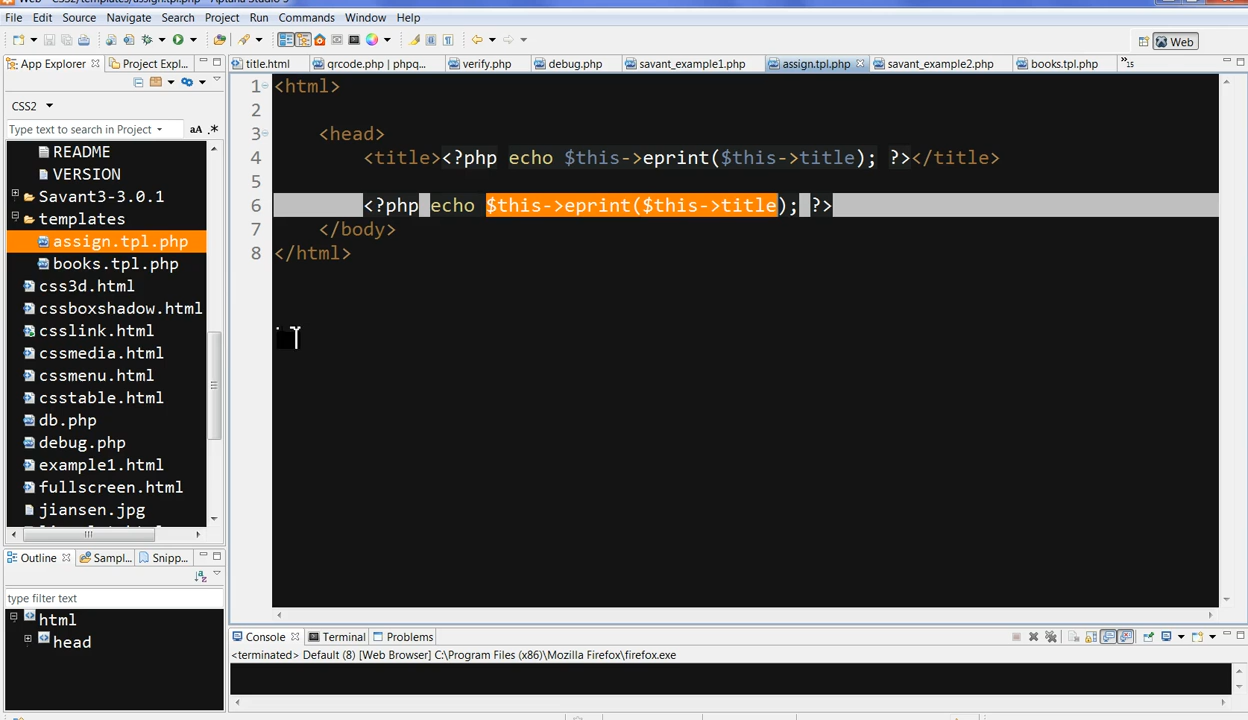 File Edit Source Navigate Search Project Run Commands Window Help
Web
App Explorer Project Expl...
title.html qrcode.php | phpq... verify.php debug.php savant_example1.php assign.tpl.php savant_example2.php books.tpl.php »15
CSS2
Type text to search in Project aA .*
README
VERSION
Savant3-3.0.1
templates
assign.tpl.php
books.tpl.php
css3d.html
cssboxshadow.html
csslink.html
cssmedia.html
cssmenu.html
csstable.html
db.php
debug.php
example1.html
fullscreen.html
jiansen.jpg
1 <html>
2
3 <head>
4 <title><?php echo $this->eprint($this->title); ?></title>
5
6 <?php echo $this->eprint($this->title); ?>
7 </body>
8 </html>
Outline Sampl... Snipp...
type filter text
html
head
Console Terminal Problems
<terminated> Default (8) [Web Browser] C:\Program Files (x86)\Mozilla Firefox\firefox.exe